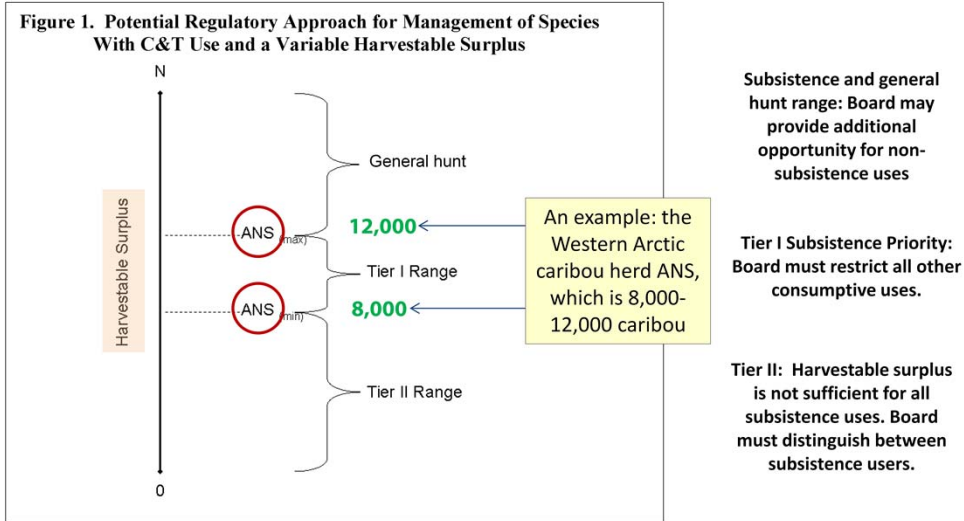 Figure 1.  Potential Regulatory Approach for Management of Species
With C&T Use and a Variable Harvestable Surplus
N
General hunt
Harvestable Surplus
ANS (max)
12,000
Tier I Range
ANS (min)
8,000
Tier II Range
0
An example: the
Western Arctic
caribou herd ANS,
which is 8,000-
12,000 caribou
Subsistence and general
hunt range: Board may
provide additional
opportunity for non-
subsistence uses
Tier I Subsistence Priority:
Board must restrict all other
consumptive uses.
Tier II:  Harvestable surplus
is not sufficient for all
subsistence uses. Board
must distinguish between
subsistence users.